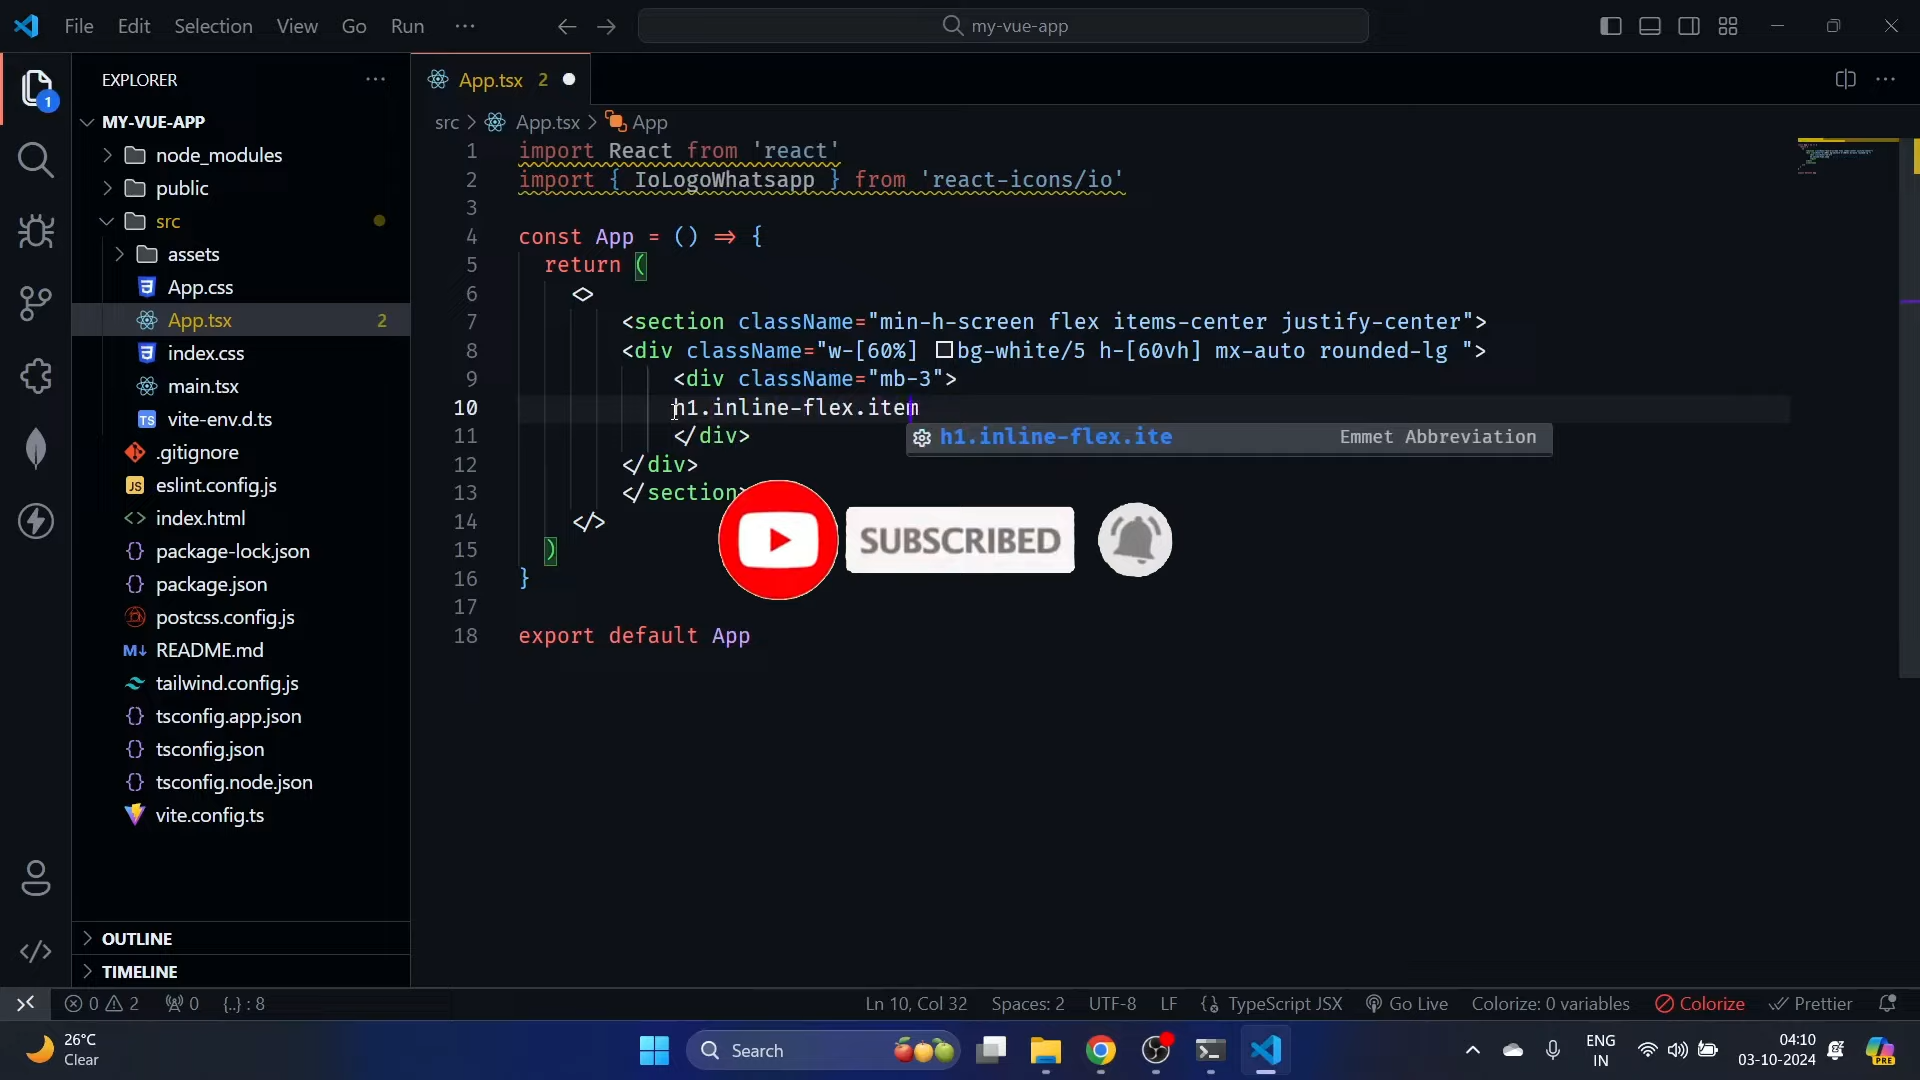 File Edit Selection View Go Run ···
my-vue-app
EXPLORER
···
App.tsx 2
1
MY-VUE-APP
node_modules
public
src
assets
App.css
App.tsx 2
index.css
main.tsx
TS vite-env.d.ts
.gitignore
JS eslint.config.js
<> index.html
{} package-lock.json
{} package.json
postcss.config.js
M↓ README.md
tailwind.config.js
{} tsconfig.app.json
{} tsconfig.json
{} tsconfig.node.json
vite.config.ts
OUTLINE
TIMELINE
src > App.tsx > App
1 import React from 'react'
2 import { IoLogoWhatsapp } from 'react-icons/io'
3
4 const App = () => {
5 return (
6 <>
7 <section className="min-h-screen flex items-center justify-center">
8 <div className="w-[60%] bg-white/5 h-[60vh] mx-auto rounded-lg ">
9 <div className="mb-3">
10 h1.inline-flex.item
11 </div>
h1.inline-flex.ite Emmet Abbreviation
12 </div>
13 </section>
14 </>
15 )
16 }
17
18 export default App
SUBSCRIBED
0 2 0 {..} : 8
Ln 10, Col 32 Spaces: 2 UTF-8 LF {} TypeScript JSX Go Live Colorize: 0 variables Colorize Prettier
26°C
Clear
Search
ENG
IN
04:10
03-10-2024
PRE